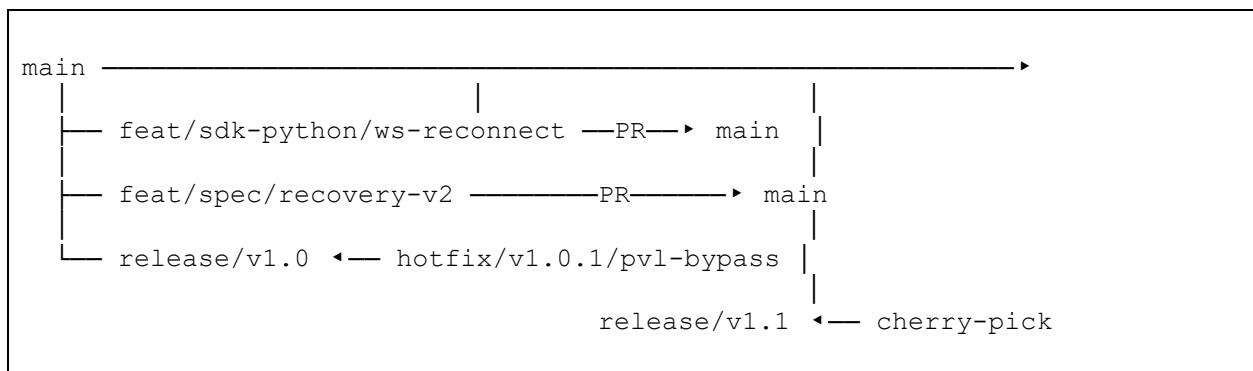 main ─────────────────────────────────────────────────────────▶
│ │ │
├── feat/sdk-python/ws-reconnect ──PR──▶ main │
│ │
├── feat/spec/recovery-v2 ────────PR──────▶ main
│ │
└── release/v1.0 ◀── hotfix/v1.0.1/pvl-bypass │
│
release/v1.1 ◀── cherry-pick